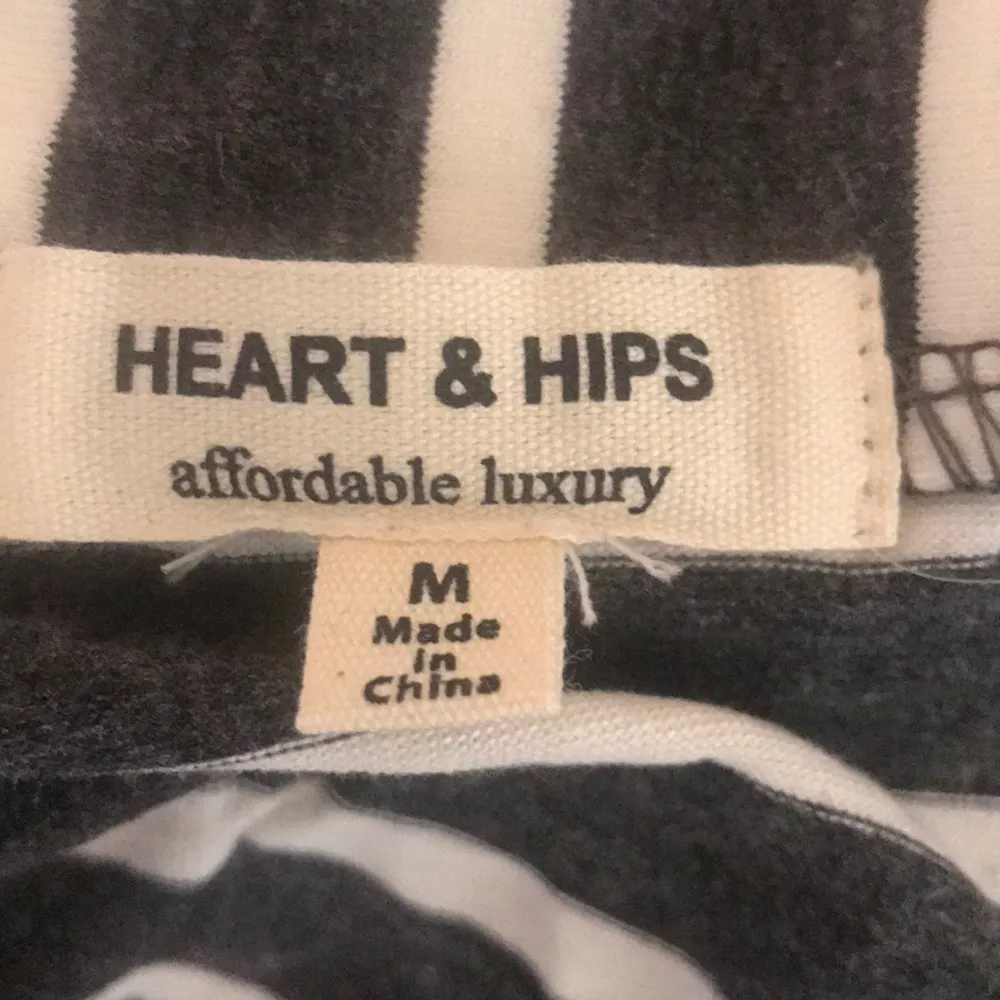 HEART & HIPS
affordable luxury
M
Made
in
China